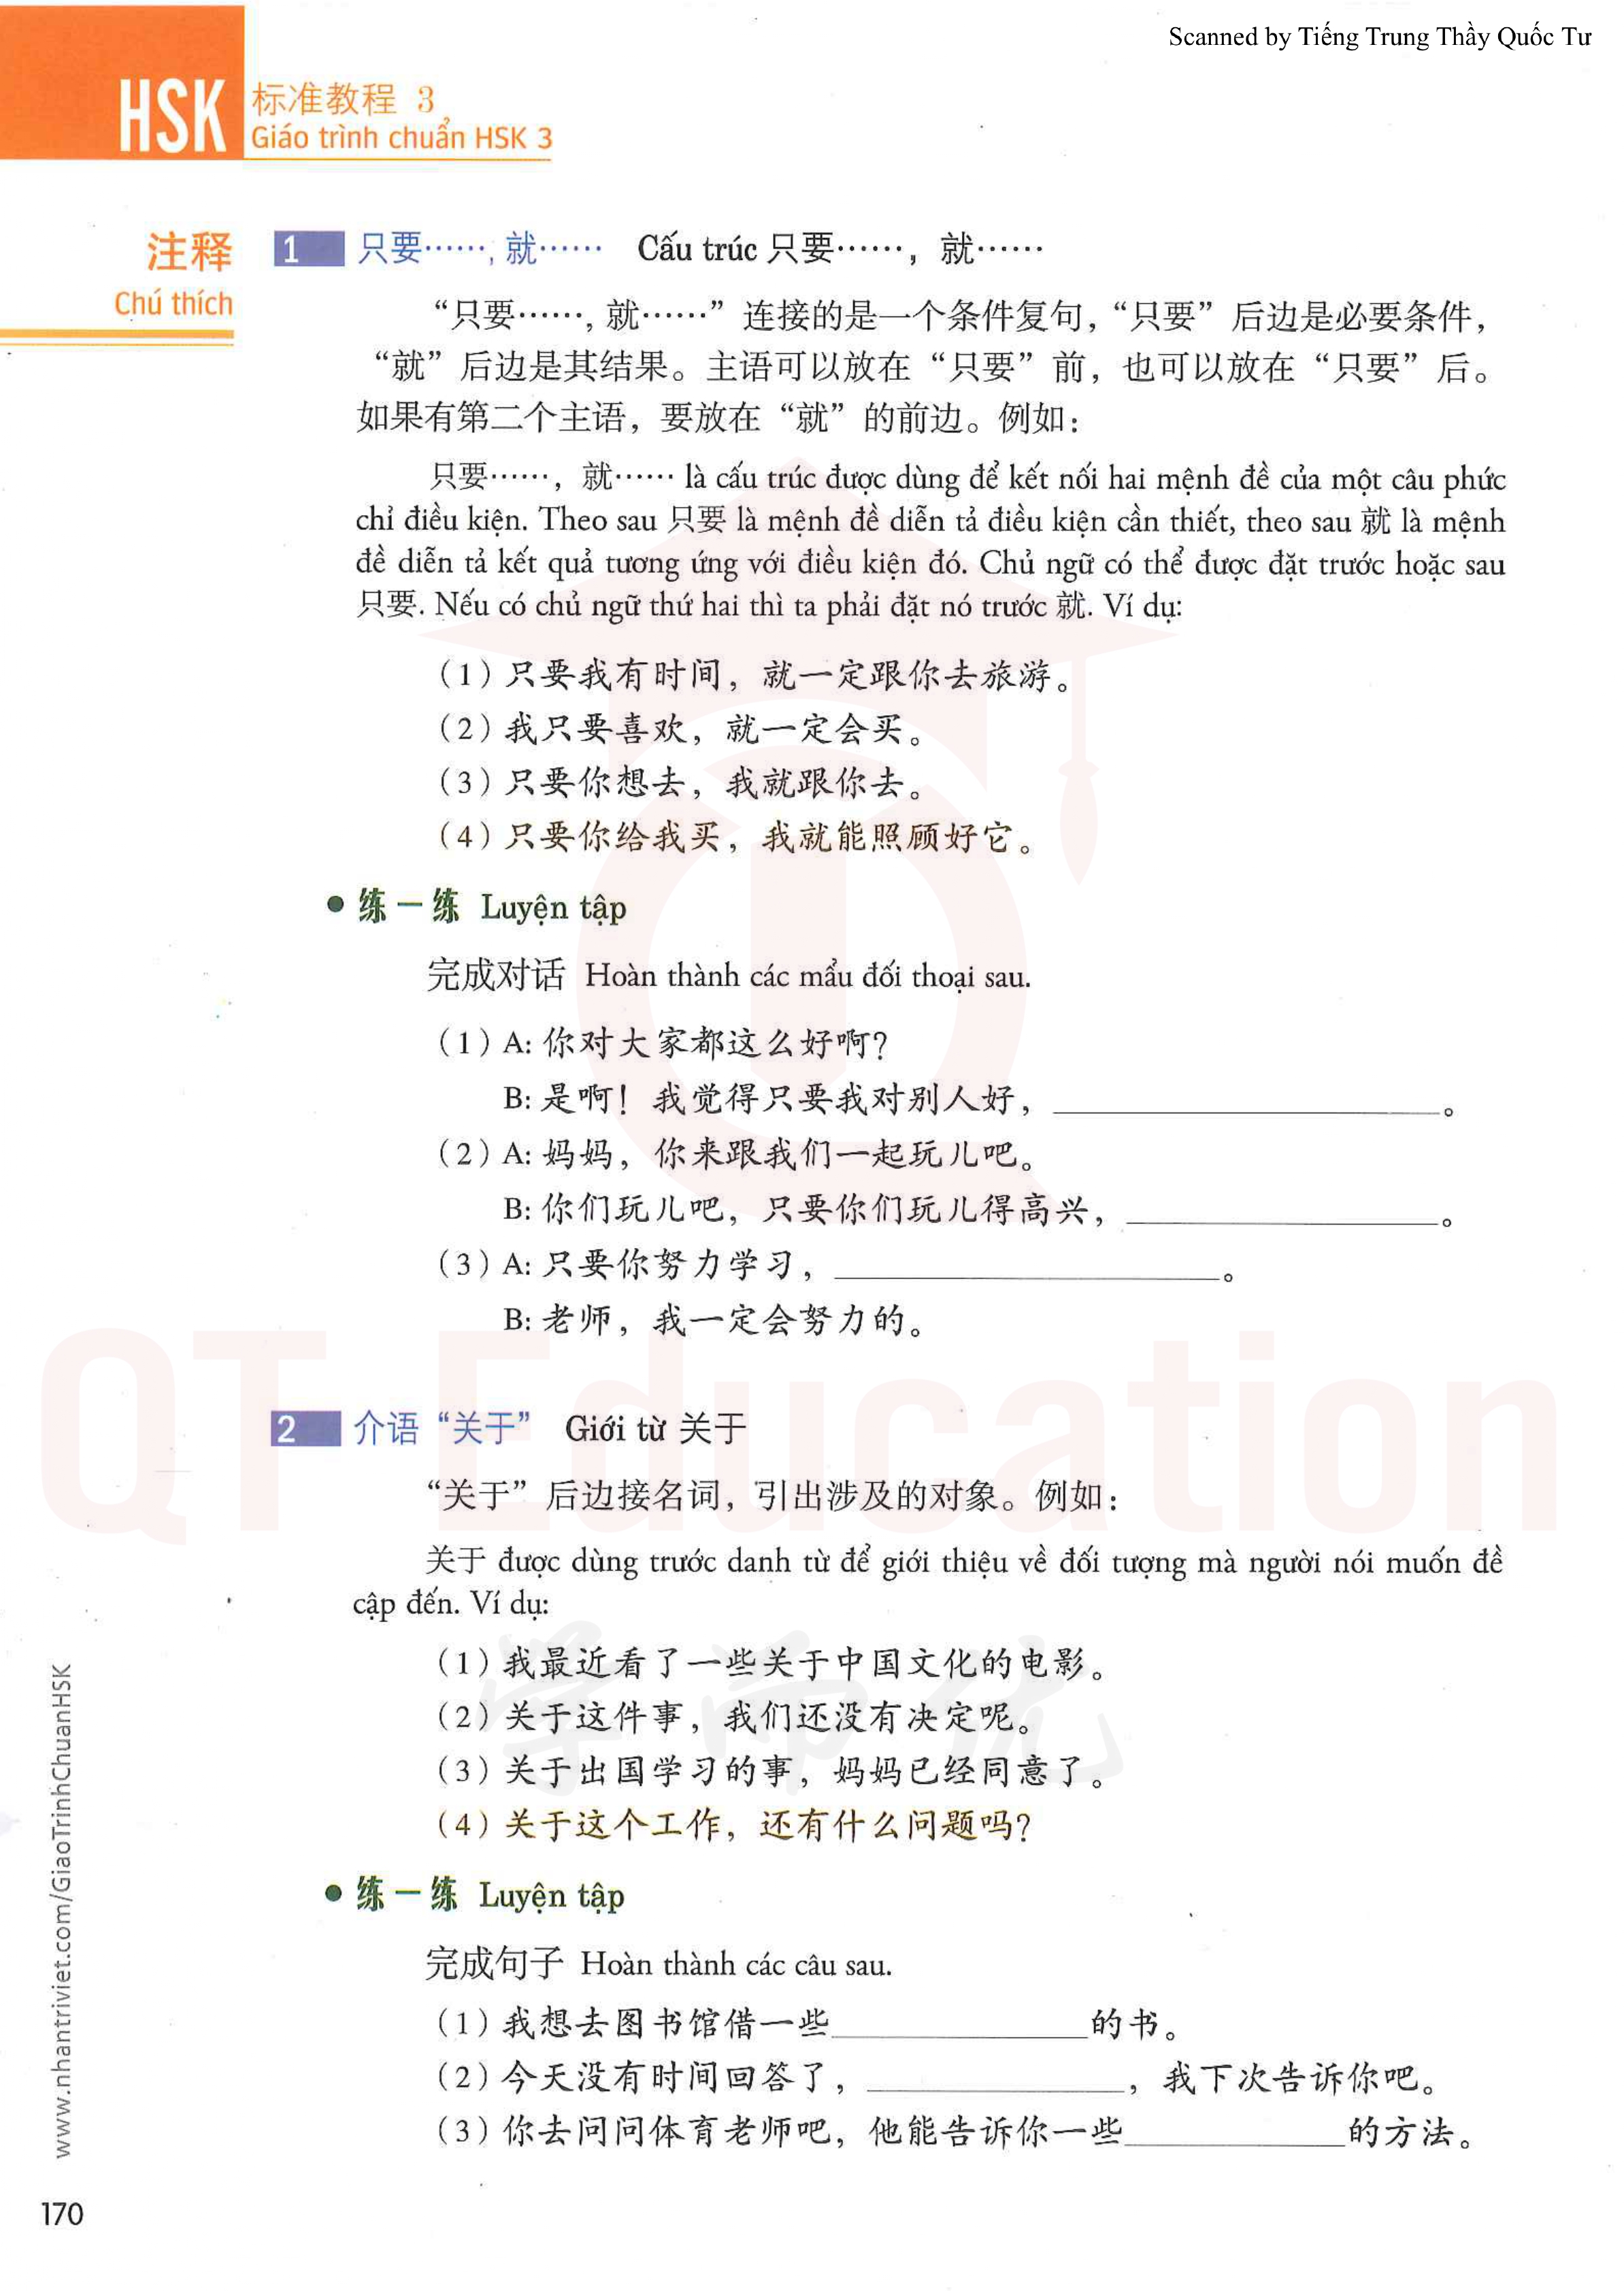 Scanned by Tiếng Trung Thầy Quốc Tư
HSK 标准教程 3
Giáo trình chuẩn HSK 3
注释
Chú thích
1 只要……, 就…… Cấu trúc 只要……，就……
“只要……, 就……” 连接的是一个条件复句，“只要” 后边是必要条件，
“就” 后边是其结果。主语可以放在 “只要” 前，也可以放在 “只要” 后。
如果有第二个主语，要放在 “就” 的前边。例如：
只要……，就…… là cấu trúc được dùng để kết nối hai mệnh đề của một câu phức
chỉ điều kiện. Theo sau 只要 là mệnh đề diễn tả điều kiện cần thiết, theo sau 就 là mệnh
đề diễn tả kết quả tương ứng với điều kiện đó. Chủ ngữ có thể được đặt trước hoặc sau
只要. Nếu có chủ ngữ thứ hai thì ta phải đặt nó trước 就. Ví dụ:
（1）只要我有时间，就一定跟你去旅游。
（2）我只要喜欢，就一定会买。
（3）只要你想去，我就跟你去。
（4）只要你给我买，我就能照顾好它。
● 练一练 Luyện tập
完成对话 Hoàn thành các mẩu đối thoại sau.
（1）A: 你对大家都这么好啊?
B: 是啊！我觉得只要我对别人好，____________________。
（2）A: 妈妈，你来跟我们一起玩儿吧。
B: 你们玩儿吧，只要你们玩儿得高兴，________________。
（3）A: 只要你努力学习，____________________。
B: 老师，我一定会努力的。
2 介语 “关于” Giới từ 关于
“关于” 后边接名词，引出涉及的对象。例如：
关于 được dùng trước danh từ để giới thiệu về đối tượng mà người nói muốn đề
cập đến. Ví dụ:
（1）我最近看了一些关于中国文化的电影。
（2）关于这件事，我们还没有决定呢。
（3）关于出国学习的事，妈妈已经同意了。
（4）关于这个工作，还有什么问题吗?
● 练一练 Luyện tập
完成句子 Hoàn thành các câu sau.
（1）我想去图书馆借一些______________的书。
（2）今天没有时间回答了，______________，我下次告诉你吧。
（3）你去问问体育老师吧，他能告诉你一些____________的方法。
QT Education
学而优
www.nhantriviet.com/GiaoTrinhChuanHSK
170